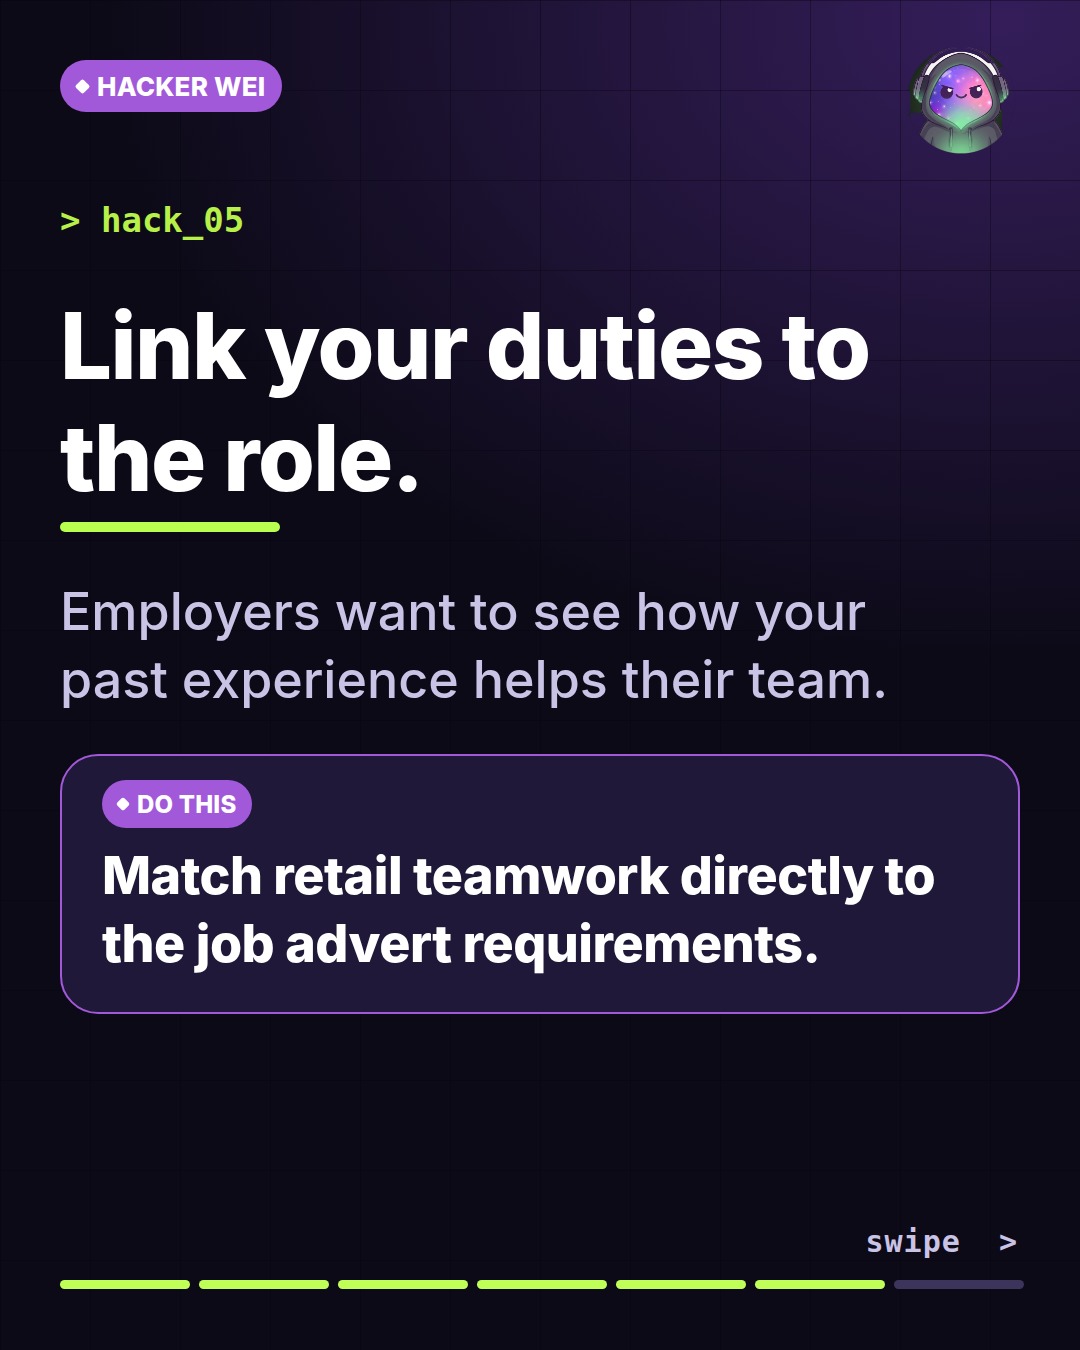 HACKER WEI
> hack_05
Link your duties to
the role.
Employers want to see how your
past experience helps their team.
DO THIS
Match retail teamwork directly to
the job advert requirements.
swipe >